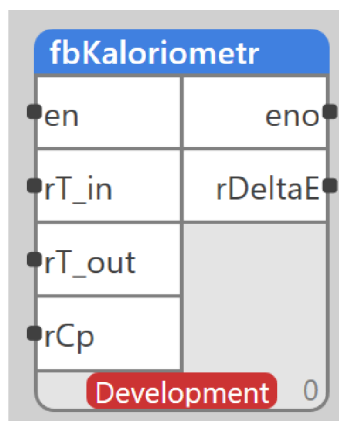 fbKaloriometr
en eno
rT_in rDeltaE
rT_out
rCp
Development 0